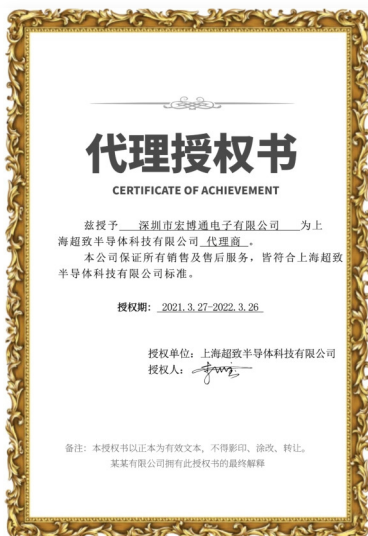 代理授权书
CERTIFICATE OF ACHIEVEMENT
兹授予 深圳市宏博通电子有限公司 为上
海超致半导体科技有限公司 代理商 。
本公司保证所有销售及售后服务，皆符合上海超致
半导体科技有限公司标准。
授权期： 2021.3.27-2022.3.26
授权单位：上海超致半导体科技有限公司
授权人：
备注：本授权书以正本为有效文本，不得影印、涂改、转让。
某某有限公司拥有此授权书的最终解释